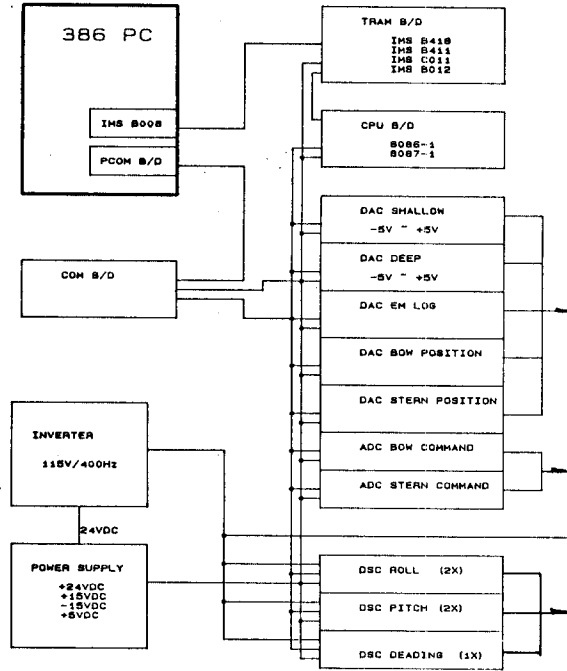 386 PC
IMS B008
PCOM B/D
COM B/D
INVERTER
115V/400Hz
24VDC
POWER SUPPLY
+24VDC
+15VDC
-15VDC
+5VDC
TRAM B/D
IMS B418
IMS B411
IMS C011
IMS B012
CPU B/D
8086-1
8087-1
DAC SHALLOW
-5V ~ +5V
DAC DEEP
-5V ~ +5V
DAC EM LOG
DAC BOW POSITION
DAC STERN POSITION
ADC BOW COMMAND
ADC STERN COMMAND
DSC ROLL (2X)
DSC PITCH (2X)
DSC DEADING (1X)